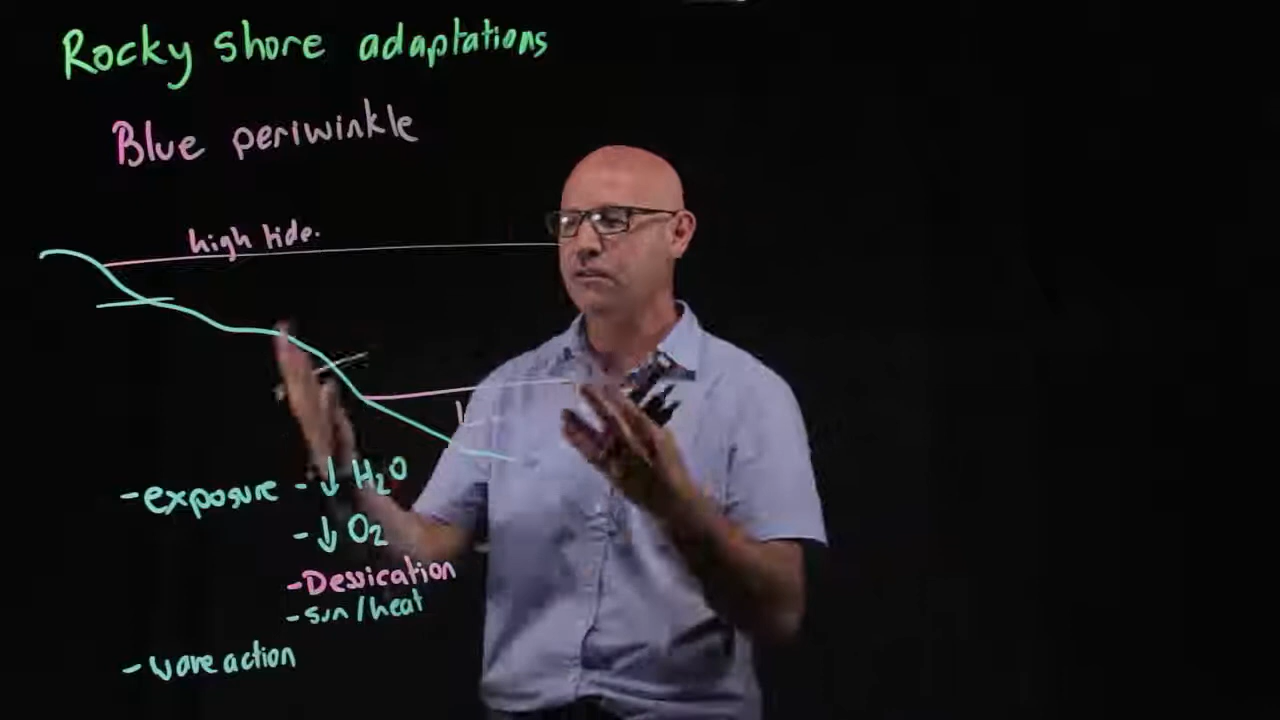 Rocky shore adaptations
Blue periwinkle
high tide.
- exposure - ↓ H2O
- ↓ O2
- Dessication
- sun / heat
- wave action